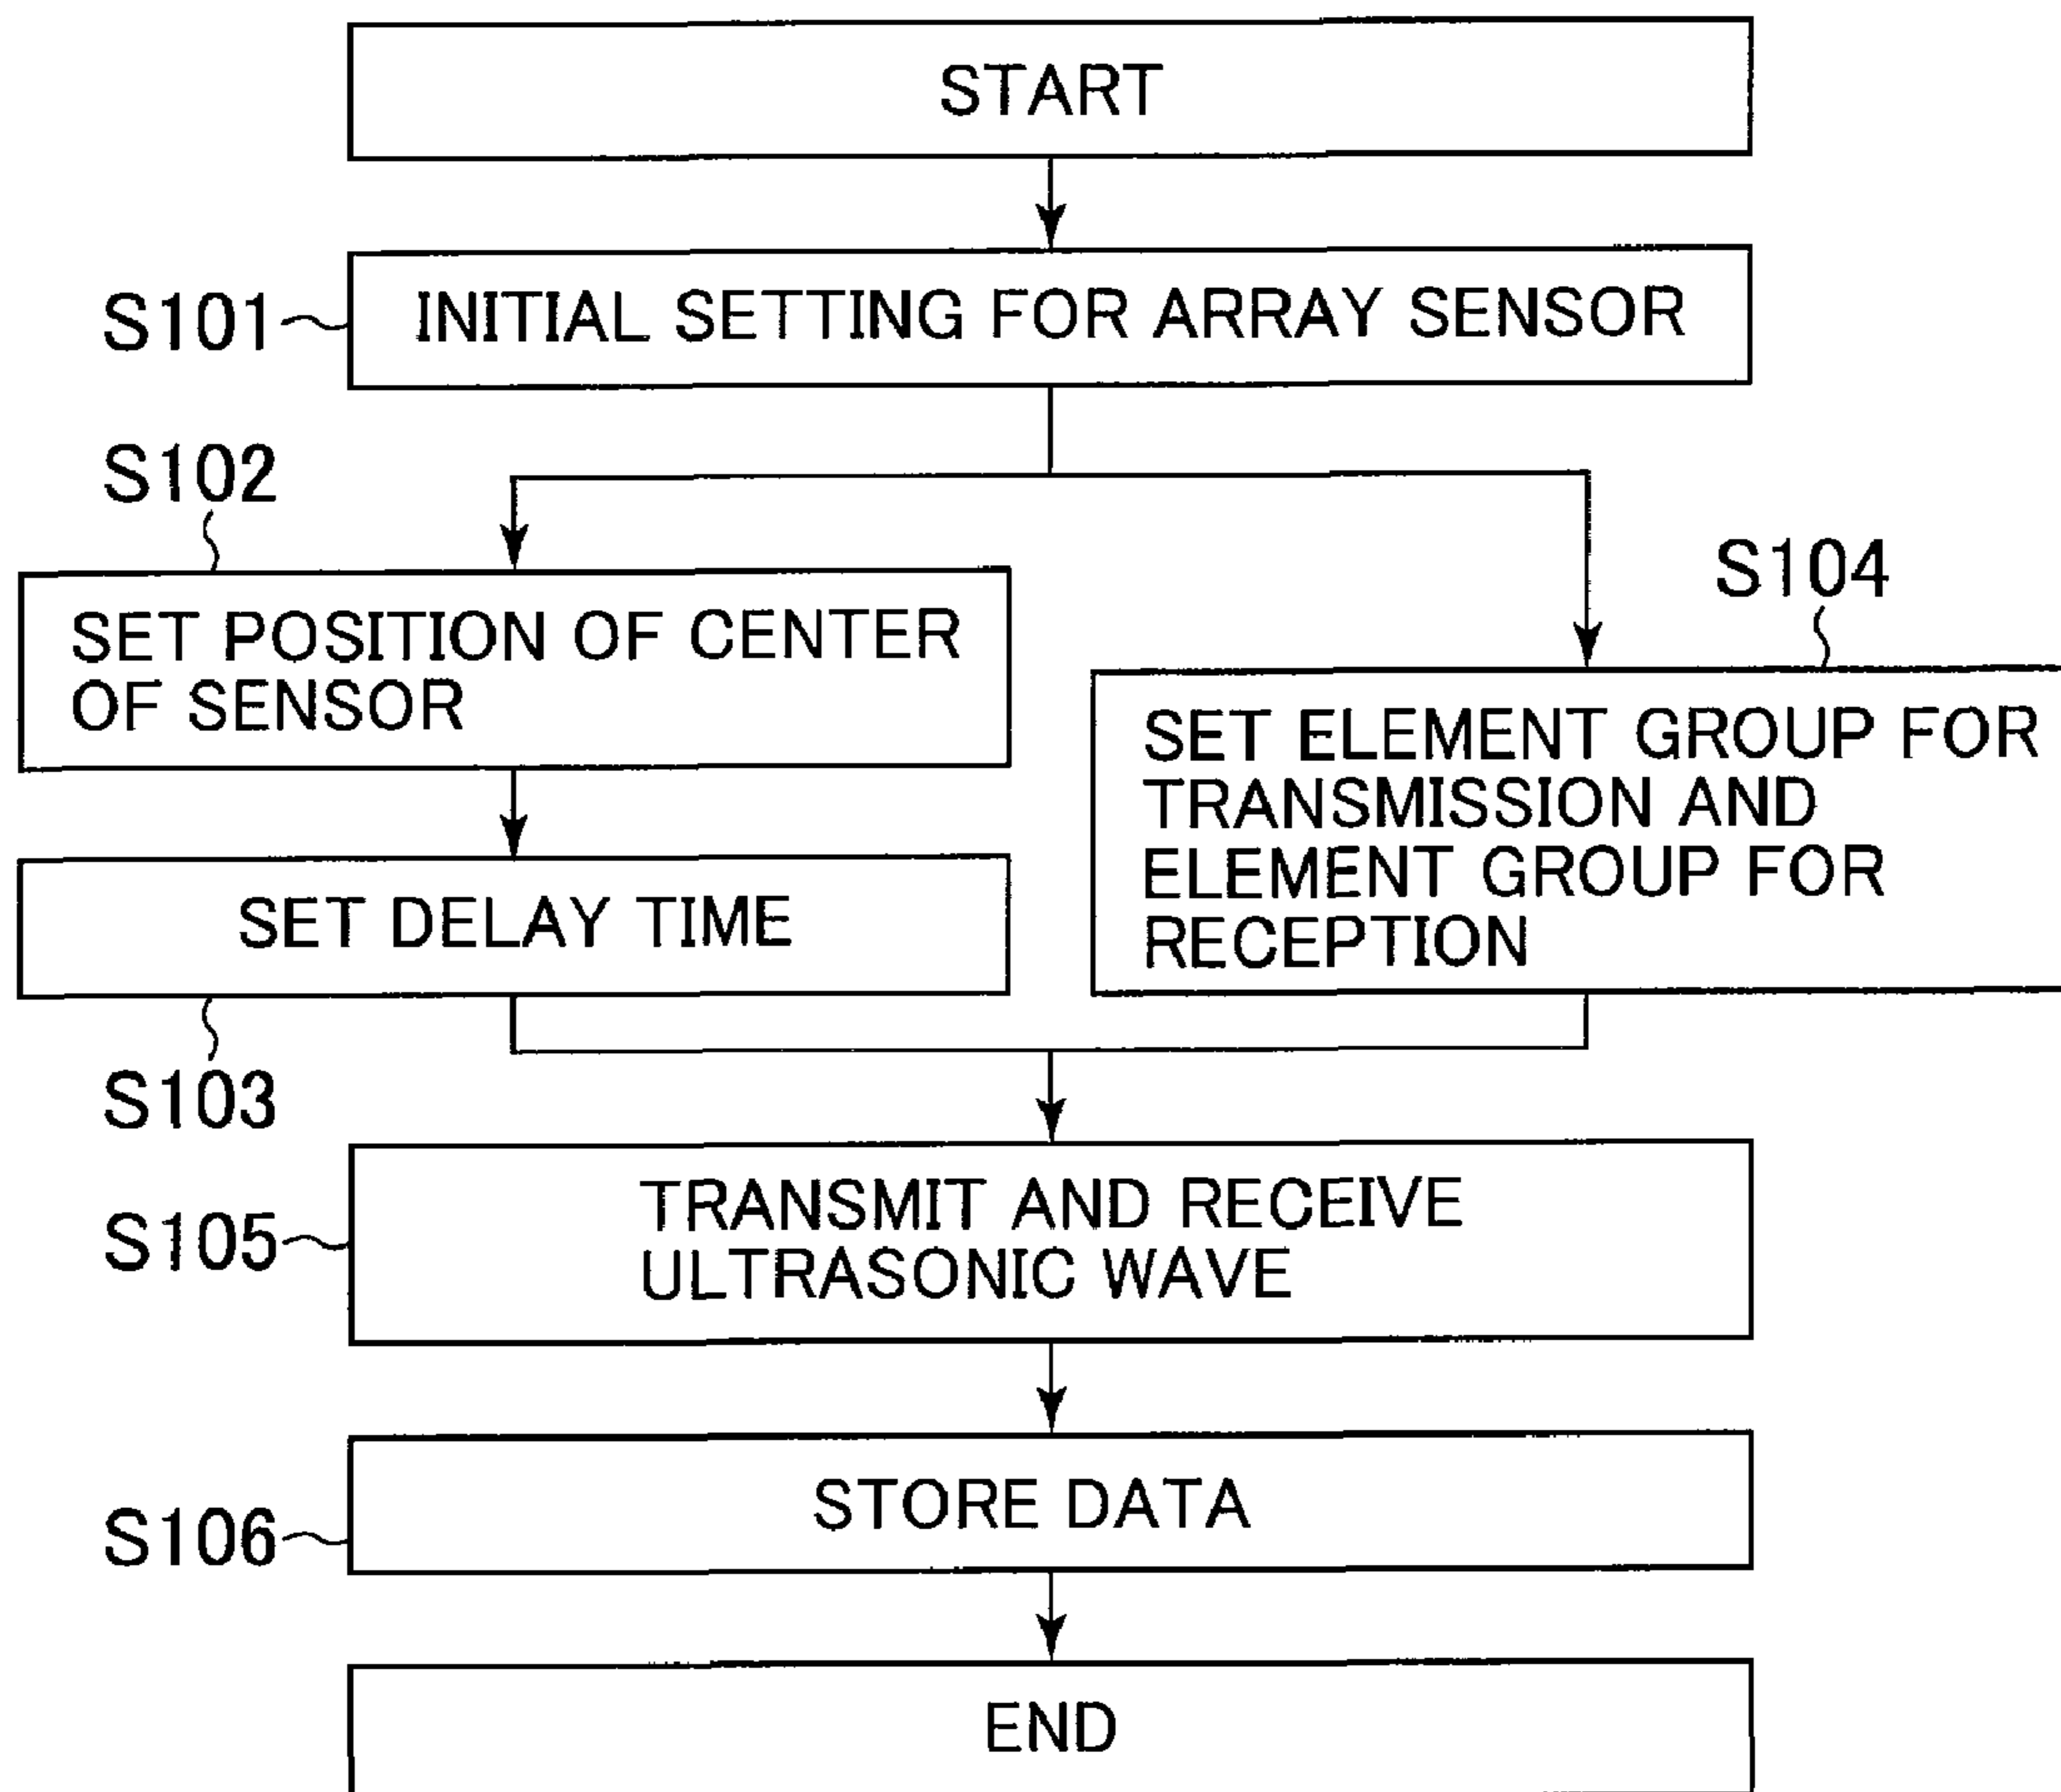 START
S101
INITIAL SETTING FOR ARRAY SENSOR
S102
SET POSITION OF CENTER
OF SENSOR
S104
SET ELEMENT GROUP FOR
TRANSMISSION AND
ELEMENT GROUP FOR
RECEPTION
SET DELAY TIME
S103
S105
TRANSMIT AND RECEIVE
ULTRASONIC WAVE
S106
STORE DATA
END